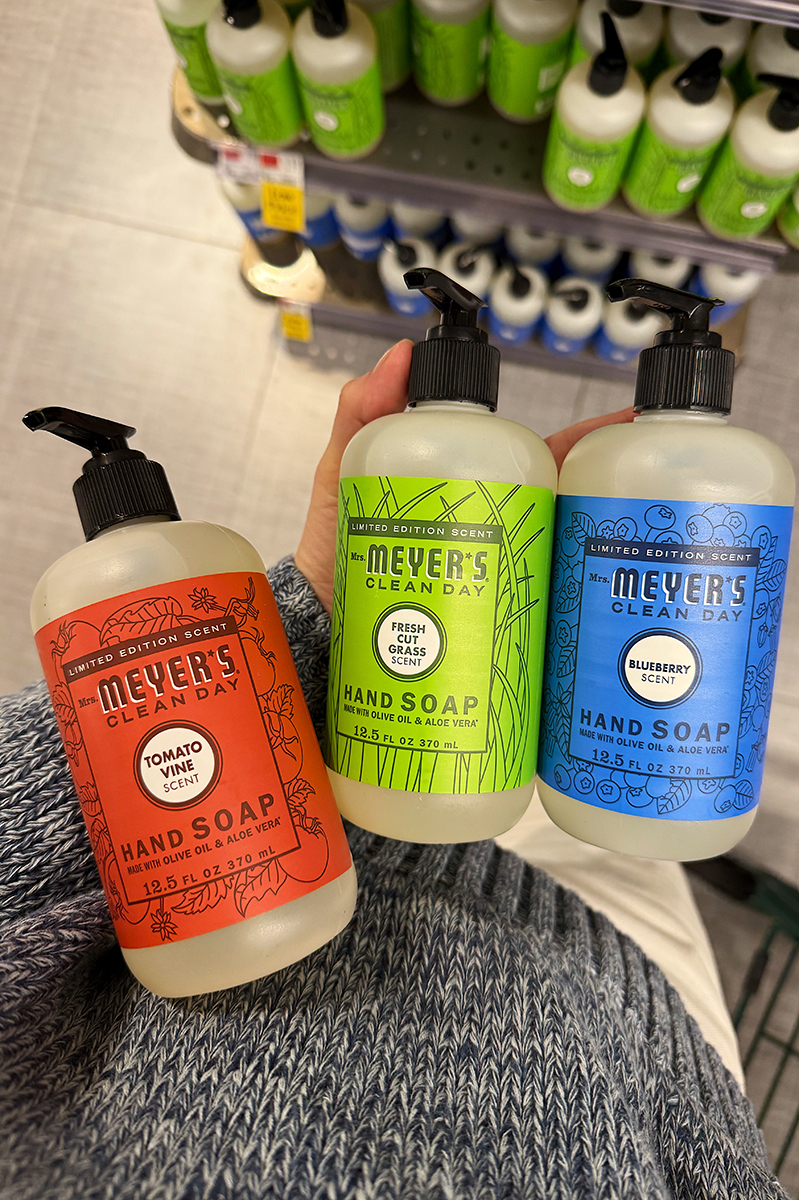 LIMITED EDITION SCENT
Mrs. MEYER'S
CLEAN DAY
TOMATO
VINE
SCENT
HAND SOAP
MADE WITH OLIVE OIL & ALOE VERA*
12.5 FL OZ 370 mL
LIMITED EDITION SCENT
Mrs. MEYER'S
CLEAN DAY
FRESH
CUT
GRASS
SCENT
HAND SOAP
MADE WITH OLIVE OIL & ALOE VERA*
12.5 FL OZ 370 mL
LIMITED EDITION SCENT
Mrs. MEYER'S
CLEAN DAY
BLUEBERRY
SCENT
HAND SOAP
MADE WITH OLIVE OIL & ALOE VERA*
12.5 FL OZ 370 mL